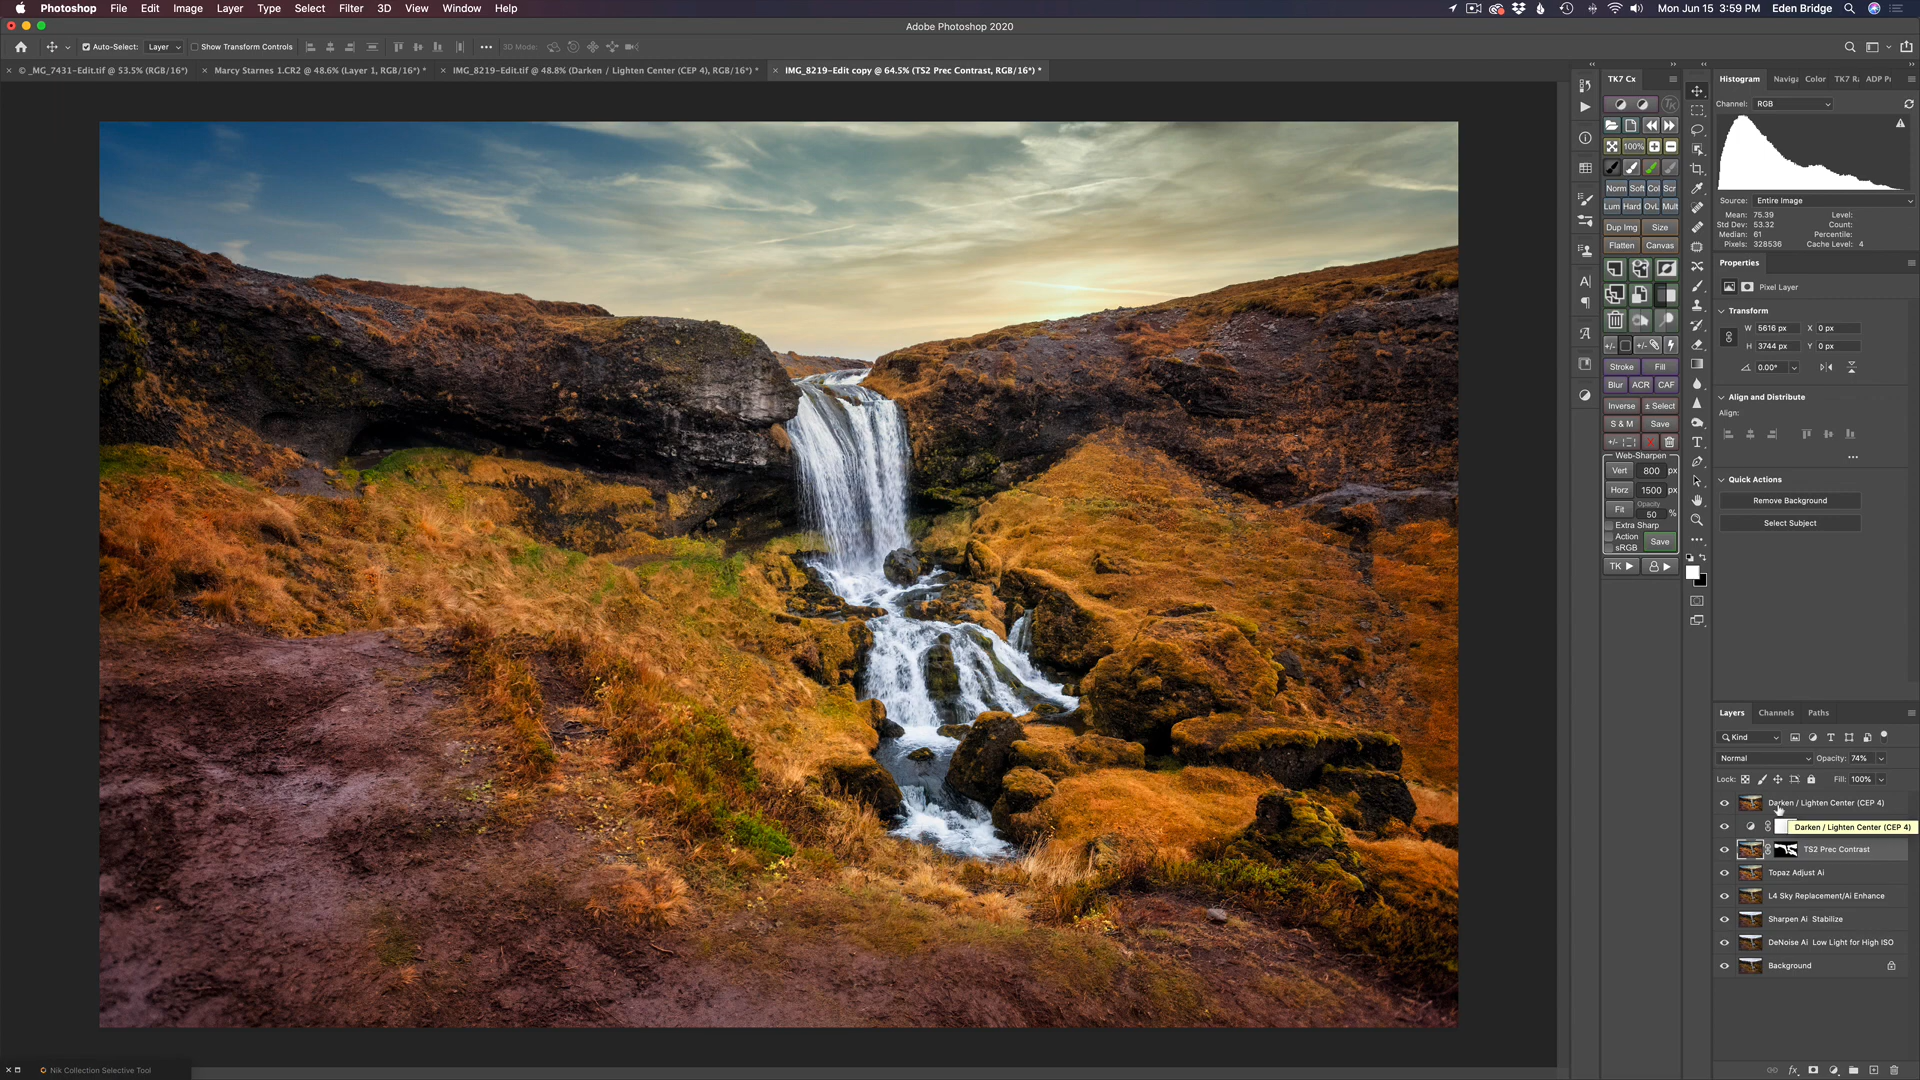 Photoshop File Edit Image Layer Type Select Filter 3D View Window Help
Mon Jun 15 3:59 PM Eden Bridge
Adobe Photoshop 2020
Auto-Select: Layer Show Transform Controls 3D Mode:
© _MG_7431-Edit.tif @ 53.5% (RGB/16*)
Marcy Starnes 1.CR2 @ 48.6% (Layer 1, RGB/16*) *
IMG_8219-Edit.tif @ 48.8% (Darken / Lighten Center (CEP 4), RGB/16*) *
IMG_8219-Edit copy @ 64.5% (TS2 Prec Contrast, RGB/16*) *
TK7 Cx
100%
Norm Soft Col Scr
Lum Hard OvL Mult
Dup Img Size
Flatten Canvas
Stroke Fill
Blur ACR CAF
Inverse ± Select
S & M Save
Web-Sharpen
Vert 800 px
Horz 1500 px
Opacity
Fit 50 %
Extra Sharp
Action
sRGB
Save
TK
Histogram Naviga Color TK7 R ADP P
Channel: RGB
Source: Entire Image
Mean: 75.39 Level:
Std Dev: 53.32 Count:
Median: 61 Percentile:
Pixels: 328536 Cache Level: 4
Properties
Pixel Layer
Transform
W 5616 px X 0 px
H 3744 px Y 0 px
0.00°
Align and Distribute
Align:
Quick Actions
Remove Background
Select Subject
Layers Channels Paths
Kind
Normal Opacity: 74%
Lock: Fill: 100%
Darken / Lighten Center (CEP 4)
Darken / Lighten Center (CEP 4)
TS2 Prec Contrast
Topaz Adjust Ai
L4 Sky Replacement/Ai Enhance
Sharpen Ai Stabilize
DeNoise Ai Low Light for High ISO
Background
fx
Nik Collection Selective Tool